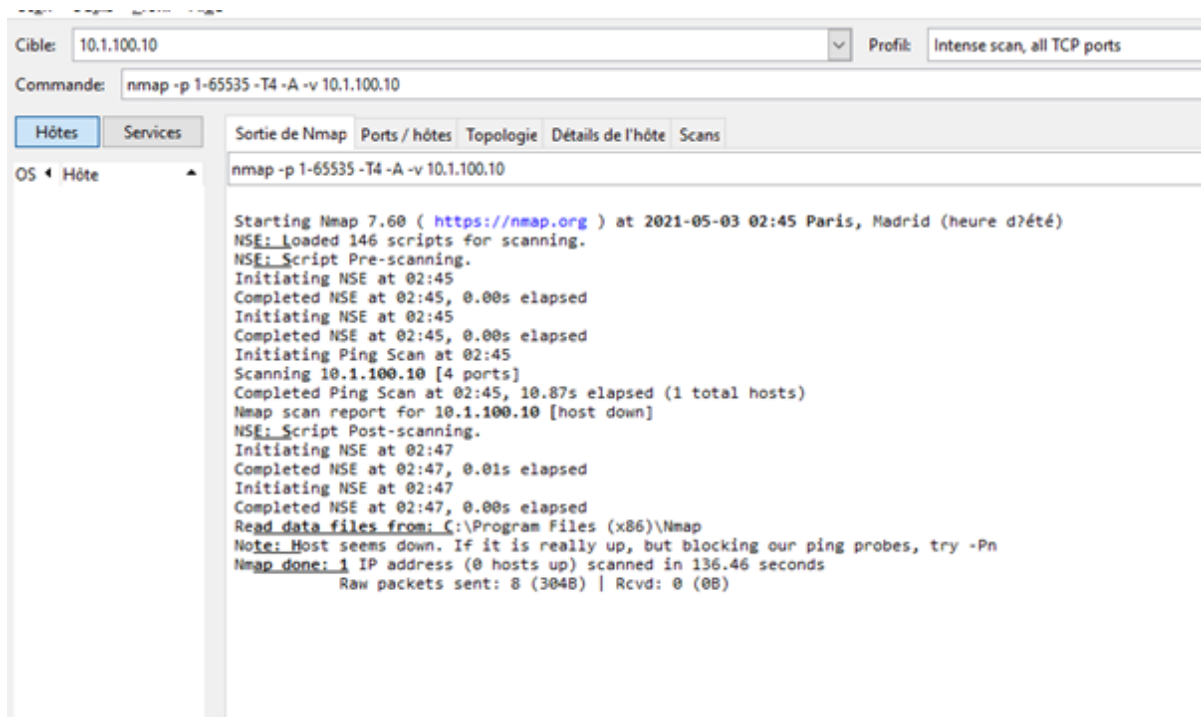 Cible: 10.1.100.10 Profil: Intense scan, all TCP ports
Commande: nmap -p 1-65535 -T4 -A -v 10.1.100.10
Hôtes Services Sortie de Nmap Ports / hôtes Topologie Détails de l'hôte Scans
OS Hôte nmap -p 1-65535 -T4 -A -v 10.1.100.10
Starting Nmap 7.60 ( https://nmap.org ) at 2021-05-03 02:45 Paris, Madrid (heure d?été)
NSE: Loaded 146 scripts for scanning.
NSE: Script Pre-scanning.
Initiating NSE at 02:45
Completed NSE at 02:45, 0.00s elapsed
Initiating NSE at 02:45
Completed NSE at 02:45, 0.00s elapsed
Initiating Ping Scan at 02:45
Scanning 10.1.100.10 [4 ports]
Completed Ping Scan at 02:45, 10.87s elapsed (1 total hosts)
Nmap scan report for 10.1.100.10 [host down]
NSE: Script Post-scanning.
Initiating NSE at 02:47
Completed NSE at 02:47, 0.01s elapsed
Initiating NSE at 02:47
Completed NSE at 02:47, 0.00s elapsed
Read data files from: C:\Program Files (x86)\Nmap
Note: Host seems down. If it is really up, but blocking our ping probes, try -Pn
Nmap done: 1 IP address (0 hosts up) scanned in 136.46 seconds
Raw packets sent: 8 (304B) | Rcvd: 0 (0B)